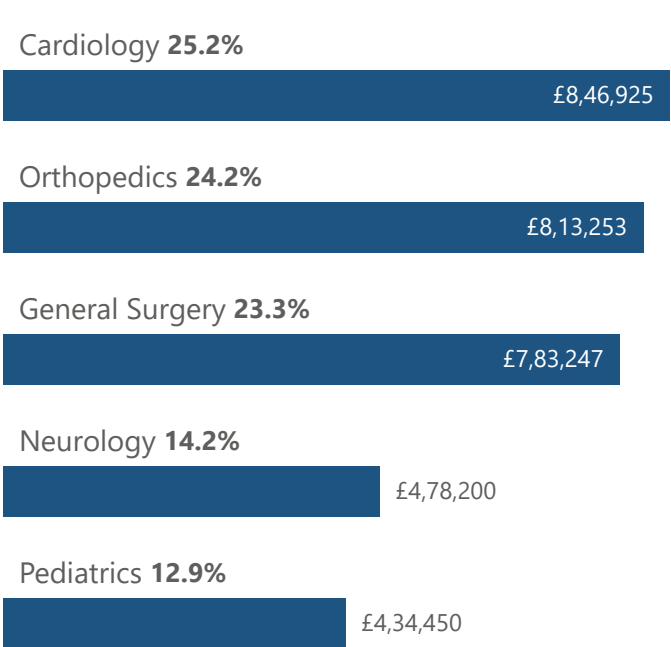 Cardiology 25.2%
£8,46,925
Orthopedics 24.2%
£8,13,253
General Surgery 23.3%
£7,83,247
Neurology 14.2%
£4,78,200
Pediatrics 12.9%
£4,34,450